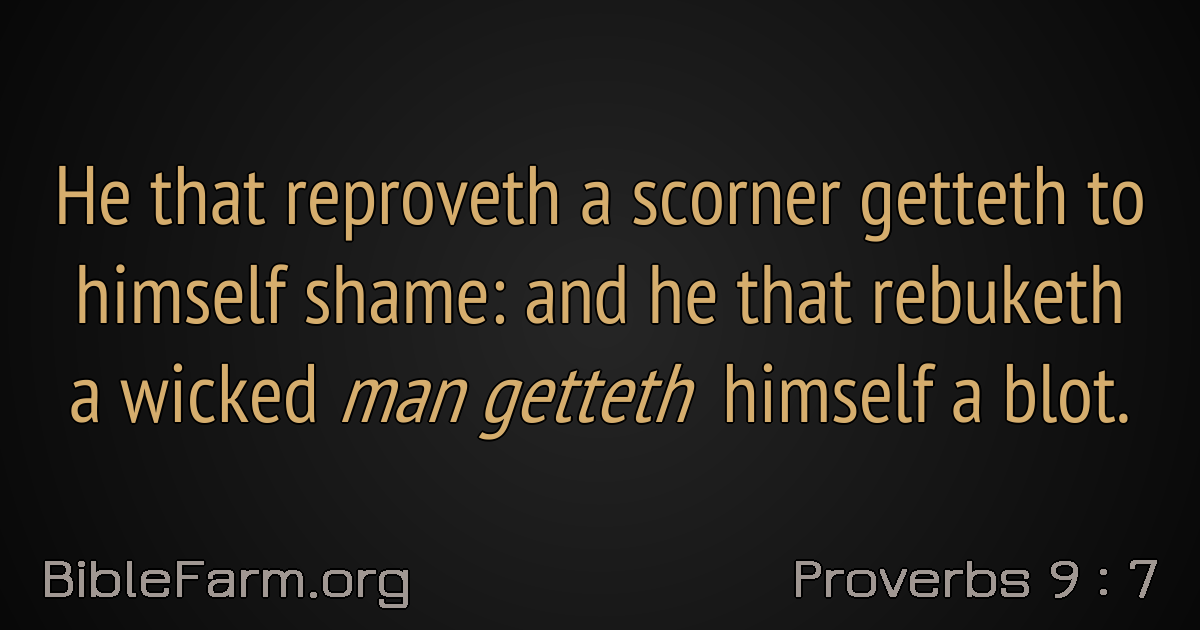 He that reproveth a scorner getteth to
himself shame: and he that rebuketh
a wicked man getteth himself a blot.
BibleFarm.org
Proverbs 9 : 7